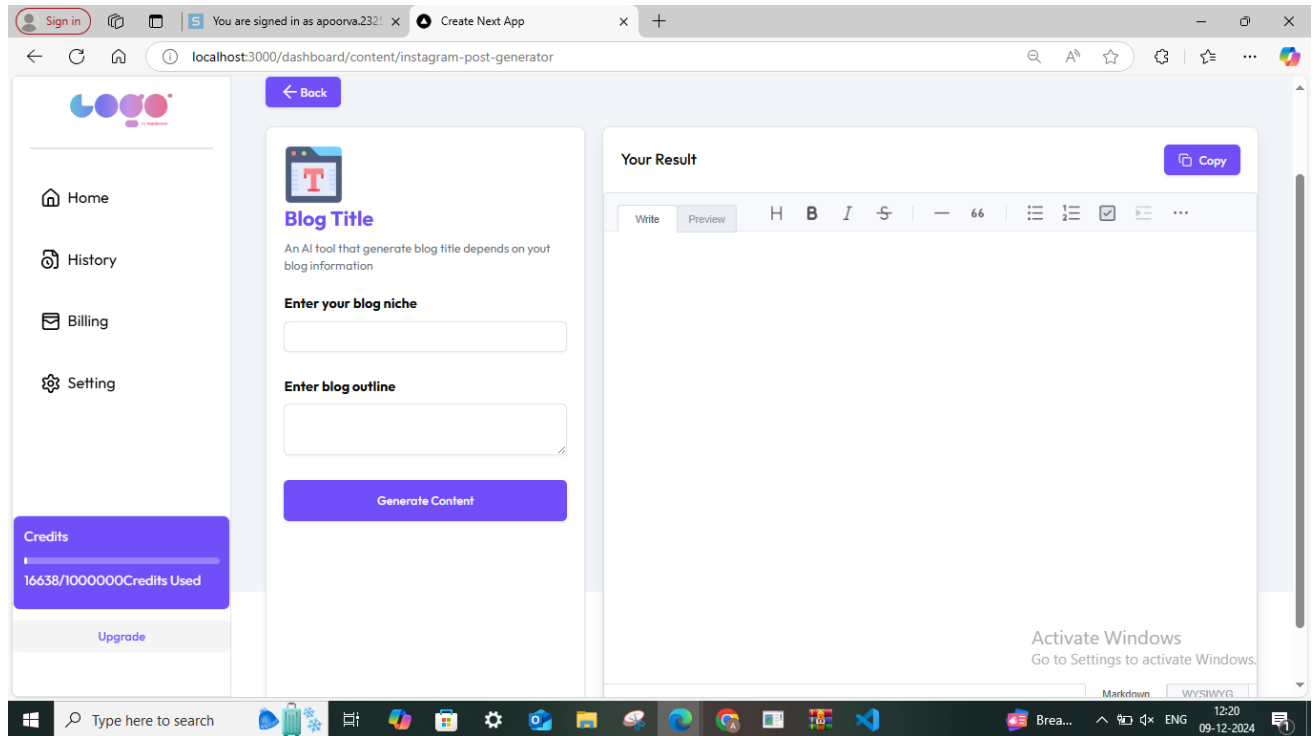 Sign in
You are signed in as apoorva.232
Create Next App
localhost:3000/dashboard/content/instagram-post-generator
LOGO
Back
Home
History
Billing
Setting
Credits
16638/1000000Credits Used
Upgrade
T
Blog Title
An AI tool that generate blog title depends on yout
blog information
Enter your blog niche
Enter blog outline
Generate Content
Your Result
Copy
Write
Preview
H B I S
66
Activate Windows
Go to Settings to activate Windows.
Markdown
WYSIWYG
Type here to search
Brea...
ENG
12:20
09-12-2024